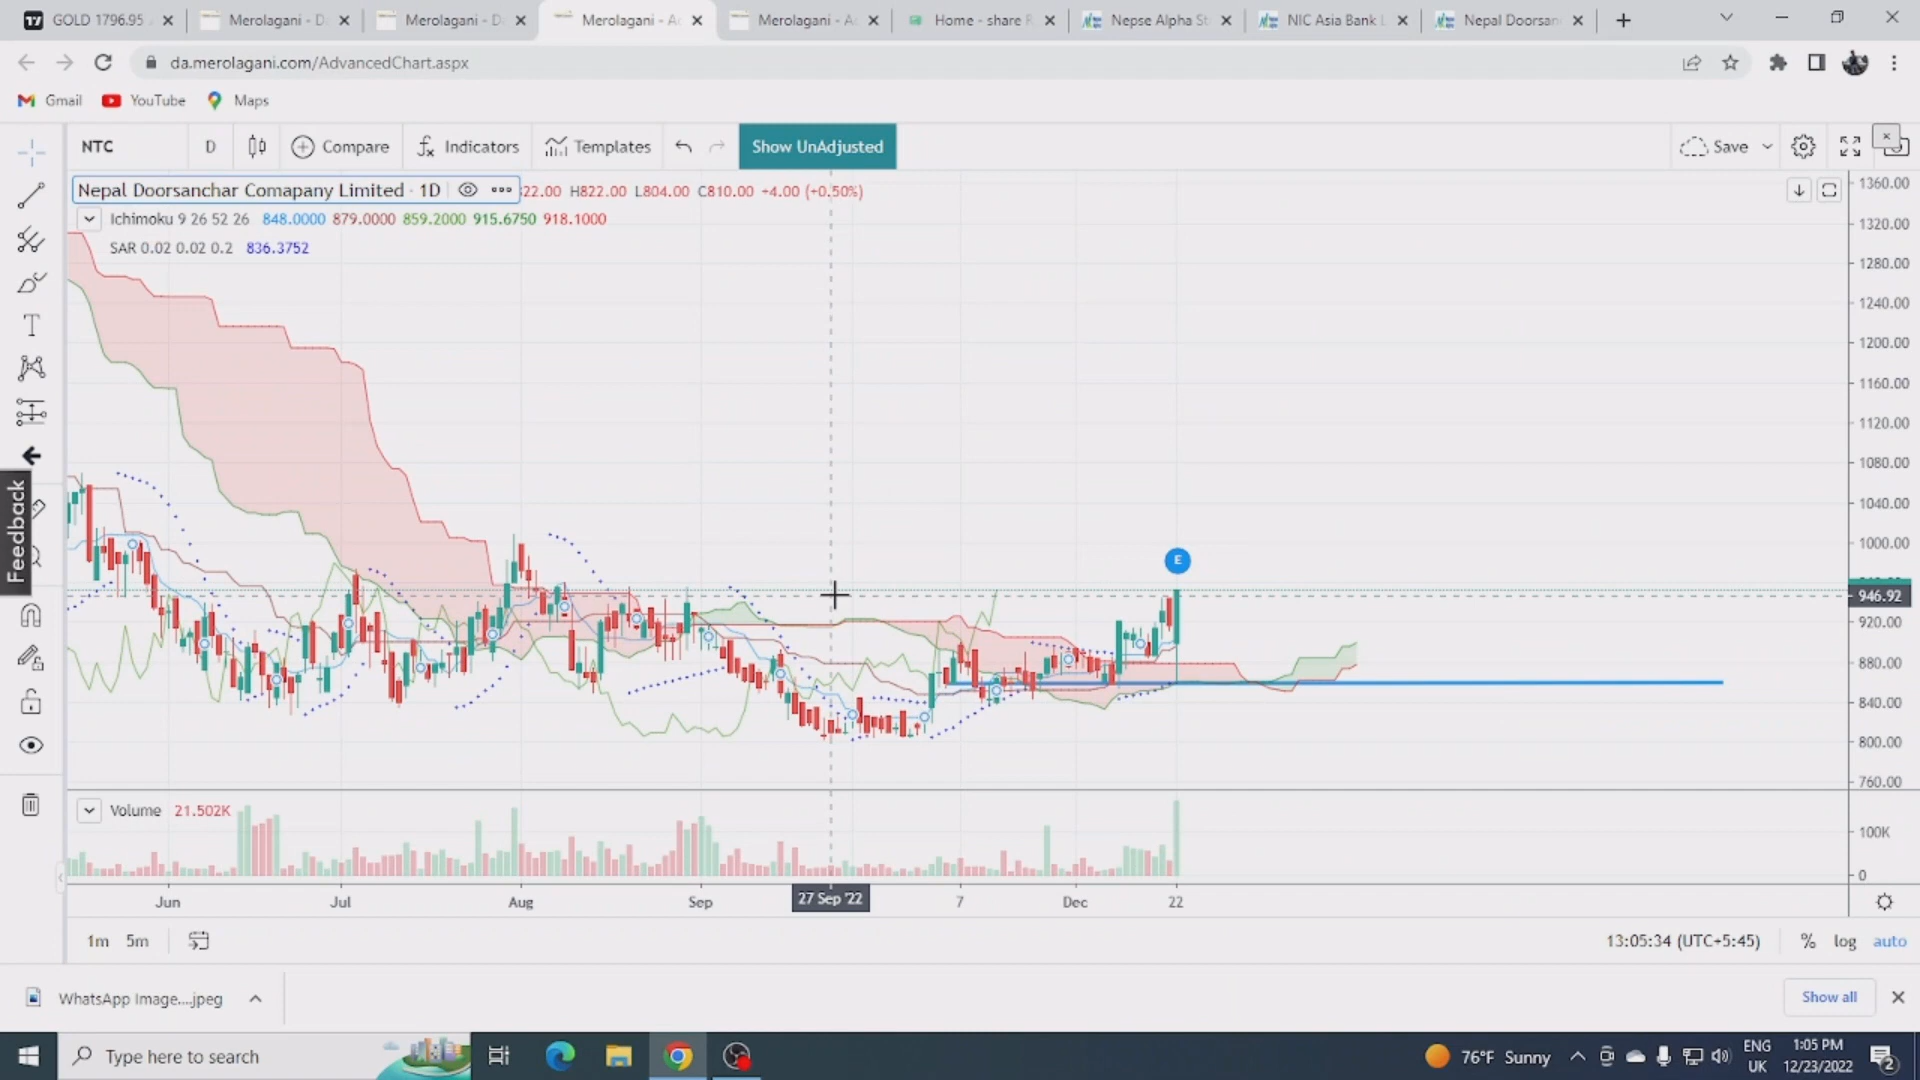 GOLD 1796.95
Merolagani - D
Merolagani - D
Merolagani - Ac
Merolagani - Ac
Home - share R
Nepse Alpha St
NIC Asia Bank L
Nepal Doorsan
da.merolagani.com/AdvancedChart.aspx
Gmail
YouTube
Maps
NTC
D
Compare
Indicators
Templates
Show UnAdjusted
Save
Nepal Doorsanchar Comapany Limited · 1D
22.00 H822.00 L804.00 C810.00 +4.00 (+0.50%)
Ichimoku 9 26 52 26 848.0000 879.0000 859.2000 915.6750 918.1000
SAR 0.02 0.02 0.2 836.3752
Feedback
E
1360.00
1320.00
1280.00
1240.00
1200.00
1160.00
1120.00
1080.00
1040.00
1000.00
946.92
920.00
880.00
840.00
800.00
760.00
Volume 21.502K
100K
0
Jun
Jul
Aug
Sep
27 Sep '22
7
Dec
22
1m 5m
13:05:34 (UTC+5:45)
%
log
auto
WhatsApp Image....jpeg
Show all
Type here to search
76°F Sunny
ENG
UK
1:05 PM
12/23/2022
2